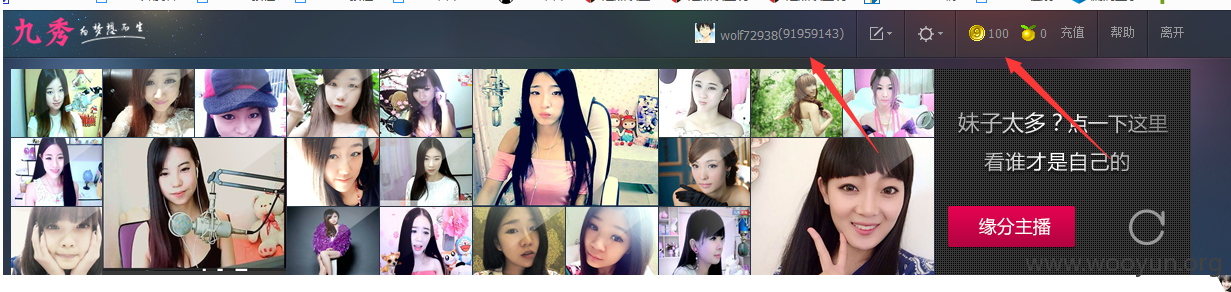 九秀 为梦想而生
wolf72938(91959143) 100 0 充值 帮助 离开
妹子太多？点一下这里
看谁才是自己的
缘分主播
www.wooyun.org